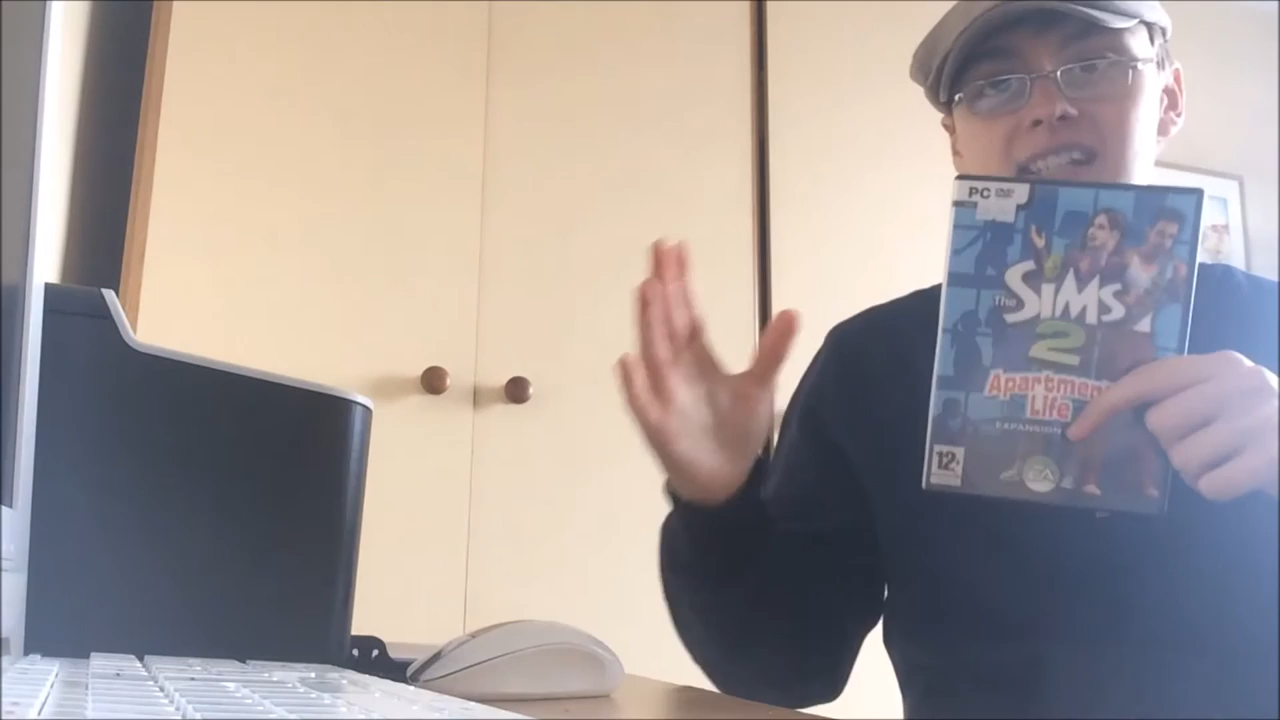 PC DVD
The SiMS
2
Apartment
Life
EXPANSION
12+
EA